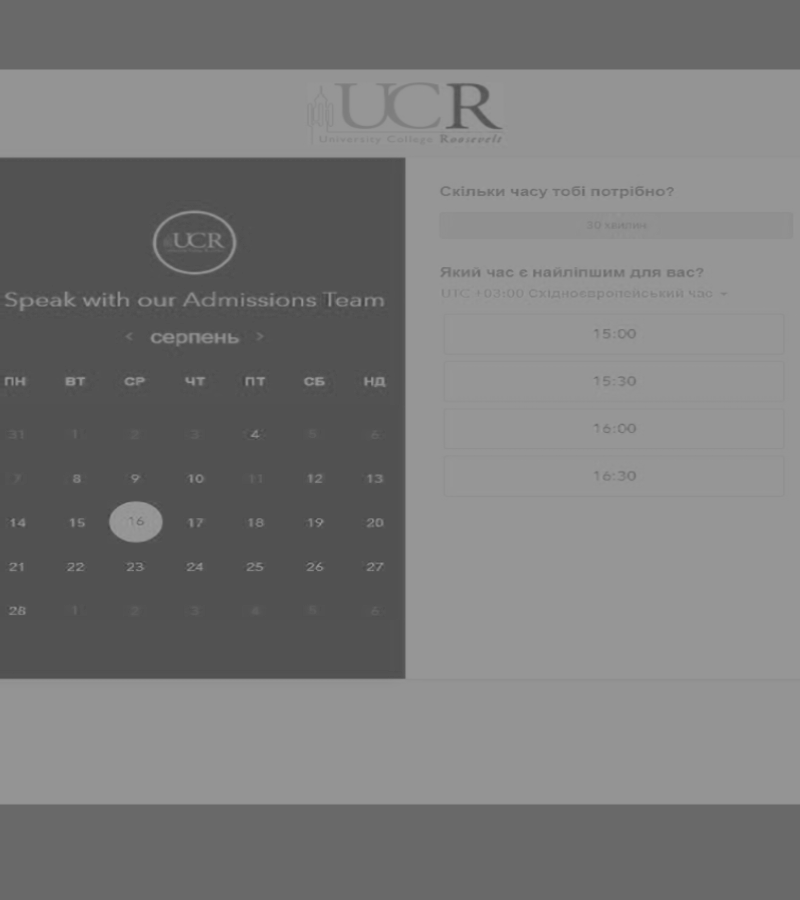 UCR
University College Roosevelt
UCR
Speak with our Admissions Team
< серпень >
ПН ВТ СР ЧТ ПТ СБ НД
31 1 2 3 4 5 6
7 8 9 10 11 12 13
14 15 16 17 18 19 20
21 22 23 24 25 26 27
28 1 2 3 4 5 6
Скільки часу тобі потрібно?
30 хвилин
Який час є найліпшим для вас?
UTC +03:00 Східноєвропейський час
15:00
15:30
16:00
16:30